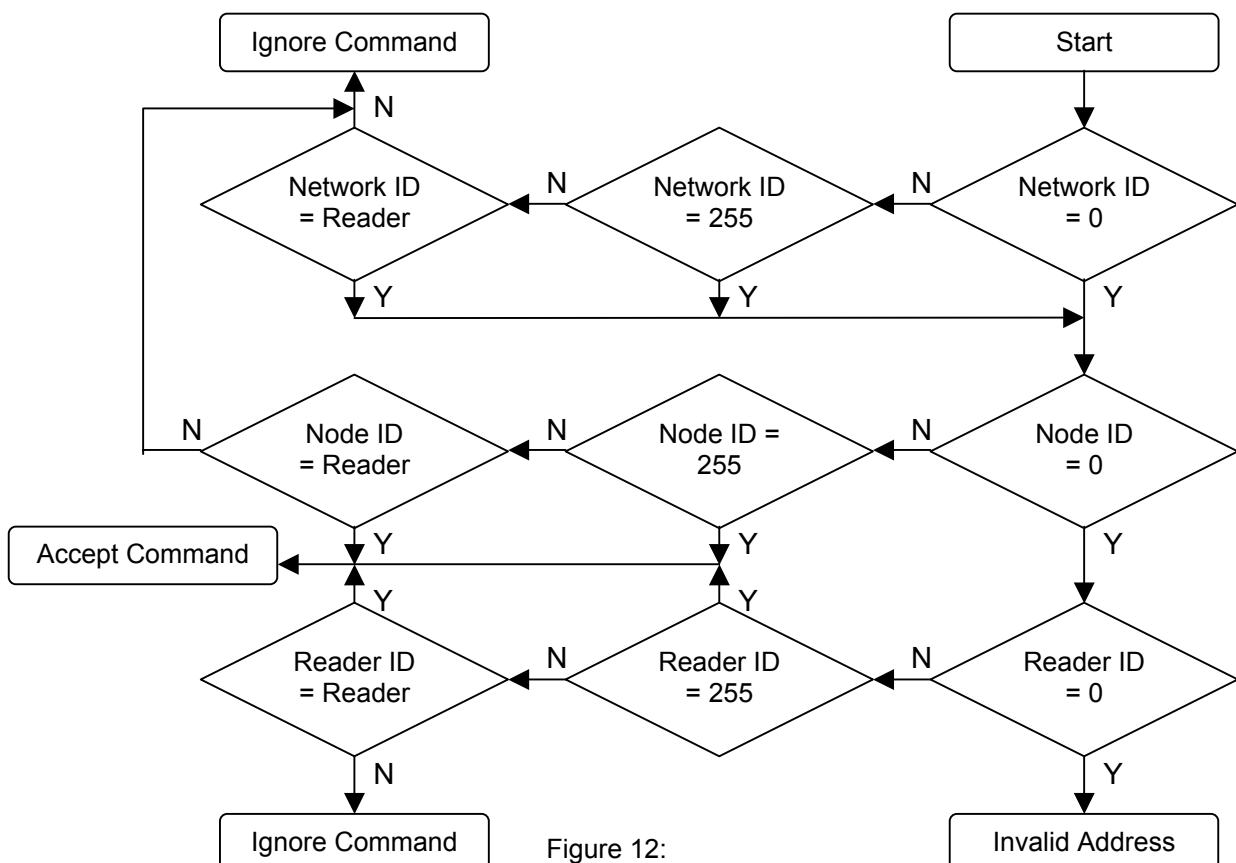 Ignore Command
Start
N
Network ID
= Reader
N
Network ID
= 255
N
Network ID
= 0
Y
Y
Y
N
Node ID
= Reader
N
Node ID =
255
N
Node ID
= 0
Y
Y
Y
Accept Command
Y
Y
Reader ID
= Reader
N
Reader ID
= 255
N
Reader ID
= 0
N
Y
Ignore Command
Figure 12:
Invalid Address